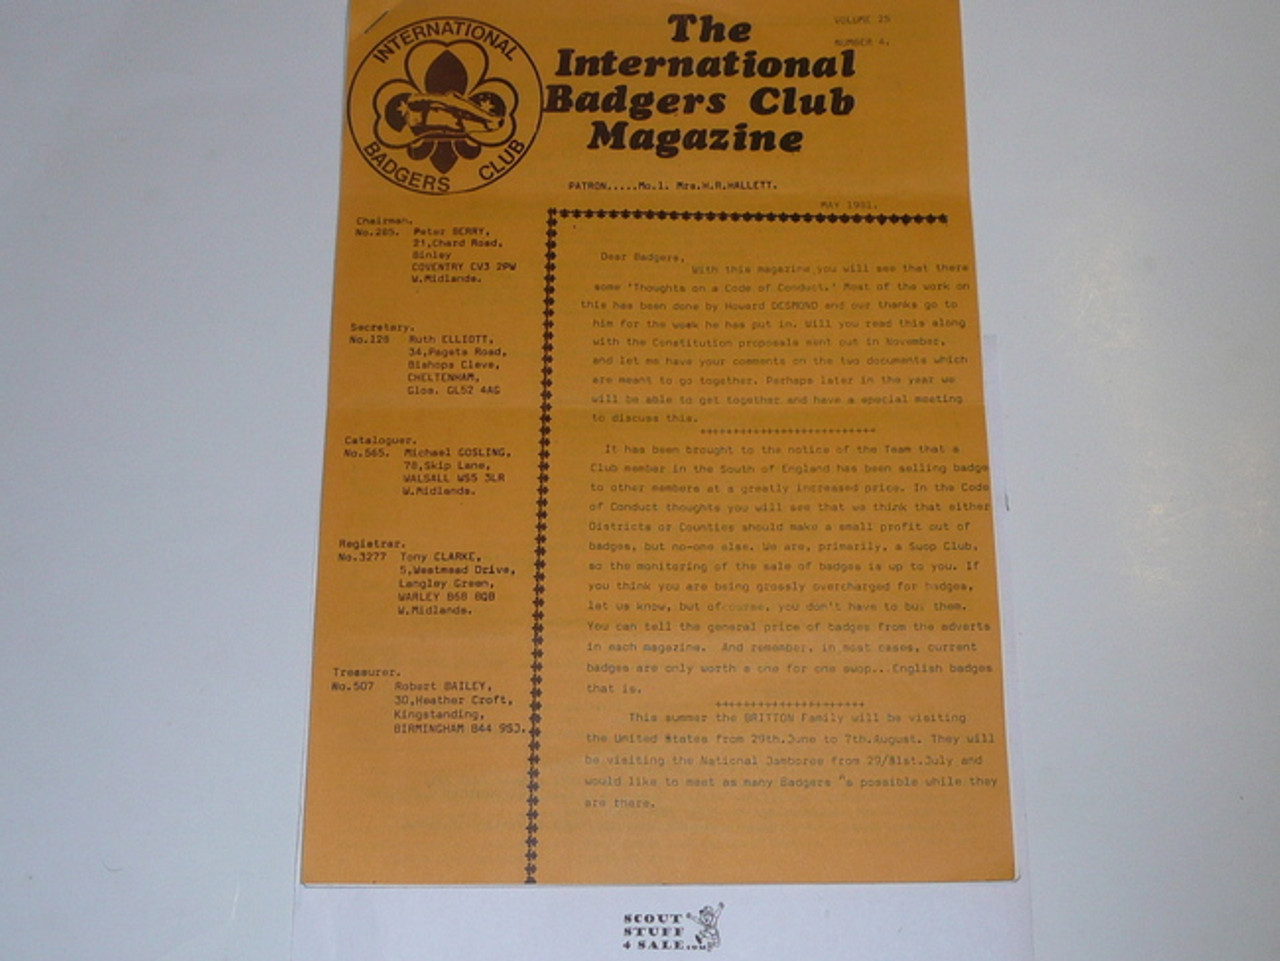 INTERNATIONAL
BADGERS CLUB
The
International
Badgers Club
Magazine
VOLUME 25
NUMBER 4.
PATRON.....No.1. Mrs.H.R.HALLETT.
MAY 1981.
Chairman.
No.285. Peter BERRY,
21,Chard Road,
Binley
COVENTRY CV3 2PW
W.Midlands.
Secretary.
No.128 Ruth ELLIOTT,
34,Pagets Road,
Bishops Cleve,
CHELTENHAM,
Glos. GL52 4AG
Cataloguer.
No.565. Michael GOSLING,
78,Skip Lane,
WALSALL WS5 3LR
W.Midlands.
Registrar.
No.3277 Tony CLARKE,
5,Westmead Drive,
Langley Green,
WARLEY B68 8QB
W.Midlands.
Treasurer.
No.507 Robert BAILEY,
30,Heather Croft,
Kingstanding,
BIRMINGHAM B44 9SJ.
Dear Badgers,
With this magazine you will see that there
some 'Thoughts on a Code of Conduct.' Most of the work on
this has been done by Howard DESMOND and our thanks go to
him for the work he has put in. Will you read this along
with the Constitution proposals sent out in November,
and let me have your comments on the two documents which
are meant to go together. Perhaps later in the year we
will be able to get together and have a special meeting
to discuss this.
++++++++++++++++++++++++++
It has been brought to the notice of the Team that a
Club member in the South of England has been selling badge
to other members at a greatly increased price. In the Code
of Conduct thoughts you will see that we think that either
Districts or Counties should make a small profit out of
badges, but no-one else. We are, primarily, a Swop Club,
so the monitoring of the sale of badges is up to you. If
you think you are being grossly overcharged for badges,
let us know, but ofcourse, you don't have to buy them.
You can tell the general price of badges from the adverts
in each magazine. And remember, in most cases, current
badges are only worth a one for one swop.. English badges
that is.
+++++++++++++++++++++
This summer the BRITTON Family will be visiting
the United States from 29th.June to 7th.August. They will
be visiting the National Jamboree from 29/31st.July and
would like to meet as many Badgers as possible while they
are there.
SCOUT
STUFF
4 SALE.com